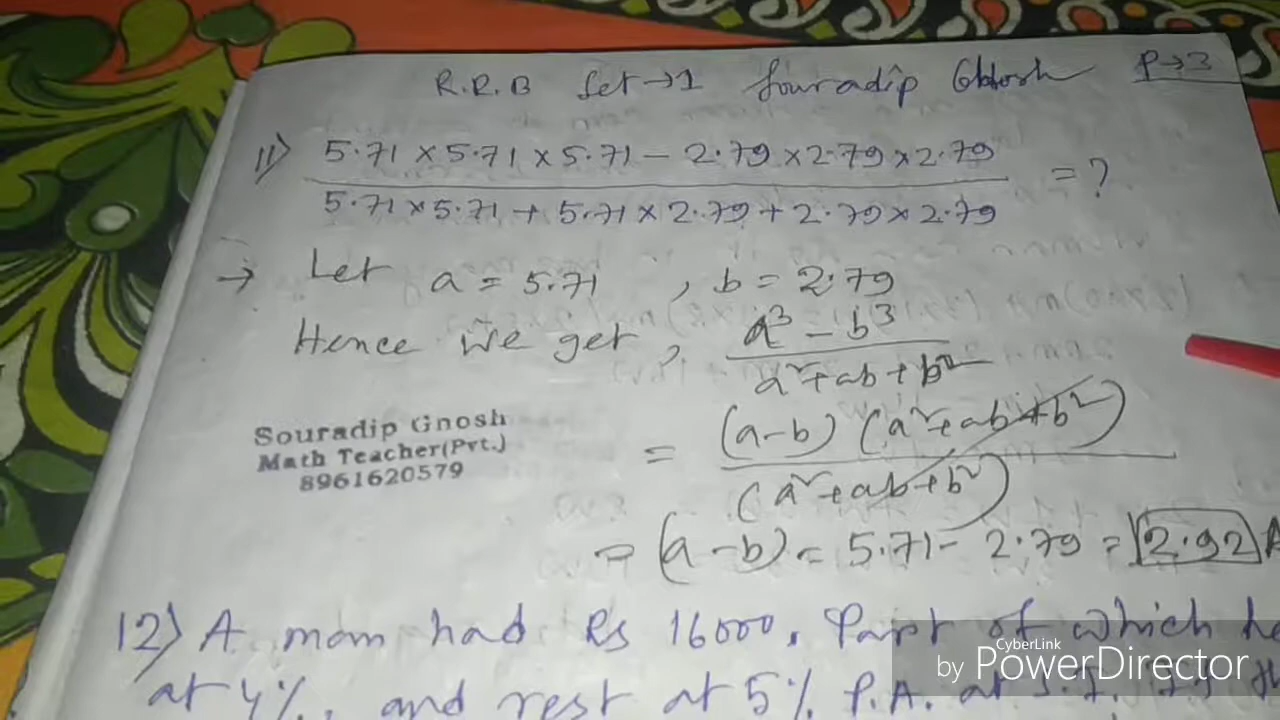 R.R.B Set → 1 Souradip Ghosh P → 3
11) 5.71 × 5.71 × 5.71 − 2.79 × 2.79 × 2.79
= ?
5.71 × 5.71 + 5.71 × 2.79 + 2.79 × 2.79
→ Let a = 5.71 , b = 2.79
Hence we get, a³ − b³
a² + ab + b²
= (a−b) (a² + ab + b²)
(a² + ab + b²)
Souradip Gnosh
Math Teacher(Pvt.)
8961620579
= (a−b) = 5.71 − 2.79 = 2.92 A
12) A man had Rs 16000, Part of which he
at 4%, and rest at 5% P.A. at
CyberLink
by PowerDirector